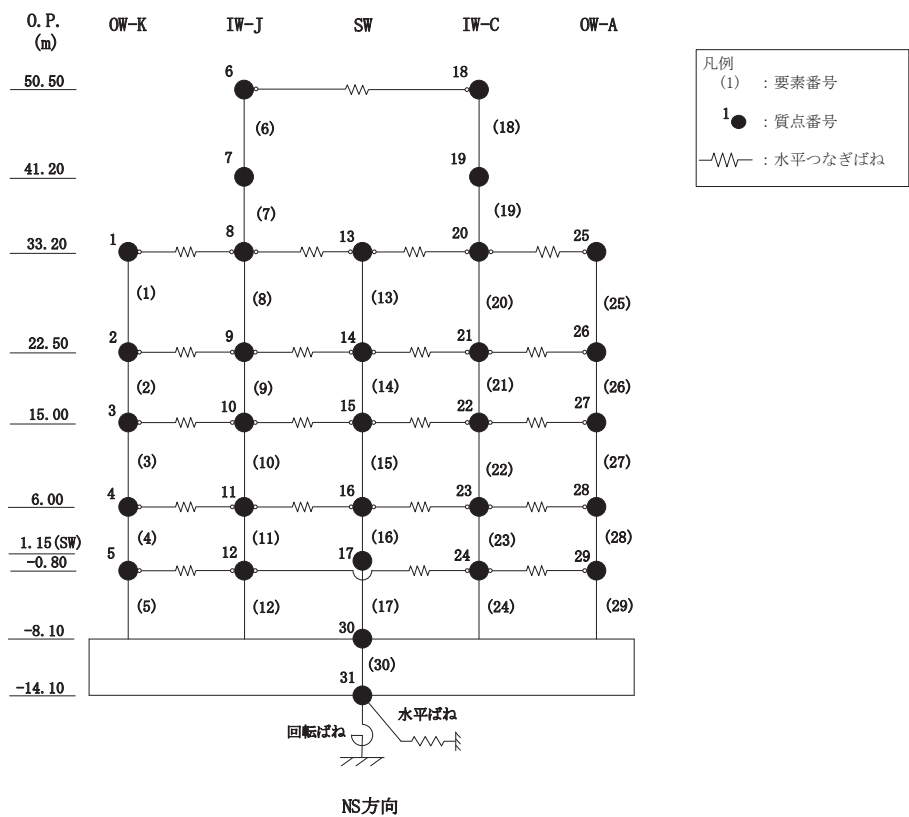 O.P.
(m)
OW-K IW-J SW IW-C OW-A
凡例
(1) : 要素番号
1 : 質点番号
: 水平つなぎばね
50.50 6 18
(6) (18)
41.20 7 19
(7) (19)
33.20 1 8 13 20 25
(1) (8) (13) (20) (25)
22.50 2 9 14 21 26
(2) (9) (14) (21) (26)
15.00 3 10 15 22 27
(3) (10) (15) (22) (27)
6.00 4 11 16 23 28
(4) (11) (16) (23) (28)
1.15(SW) 17
-0.80 5 12 24 29
(5) (12) (17) (24) (29)
-8.10 30
(30)
-14.10 31
回転ばね 水平ばね
NS方向